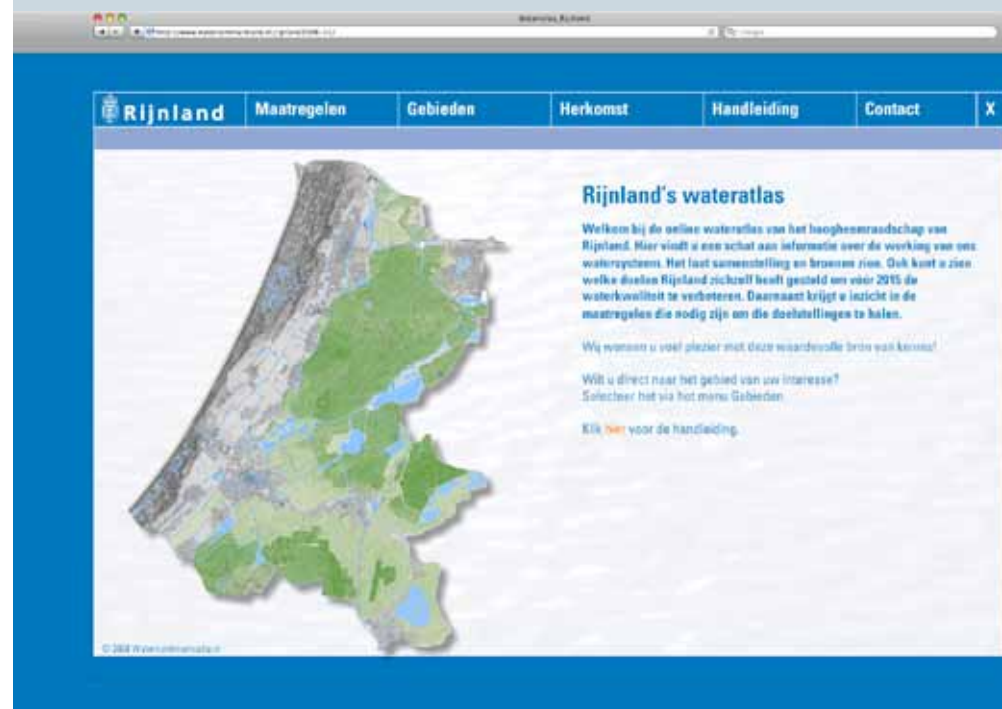 Wateratlas_Rijnland
Rijnland
Maatregelen
Gebieden
Herkomst
Handleiding
Contact
X
Rijnland's wateratlas
Welkom bij de online wateratlas van het hoogheemraadschap van
Rijnland. Hier vindt u een schat aan informatie over de werking van ons
watersysteem. Het laat samenstelling en bronnen zien. Ook kunt u zien
welke doelen Rijnland zichzelf heeft gesteld om vóór 2015 de
waterkwaliteit te verbeteren. Daarnaast krijgt u inzicht in de
maatregelen die nodig zijn om die doelstellingen te halen.
Wij wensen u veel plezier met deze waardevolle bron van kennis!
Wilt u direct naar het gebied van uw interesse?
Selecteer het via het menu Gebieden
Klik hier voor de handleiding.